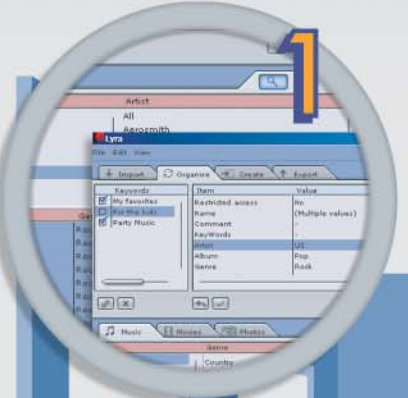 1
Artist
All
Aerosmith
Lyra
File Edit View
Import Organise Create Export
Keywords Item Value
My favorites Restricted access No
For the kids Name (Multiple values)
Party Music Comment -
KeyWords -
Artist U2
Album Pop
Genre Rock
Music Movies Photos
Genre
Country